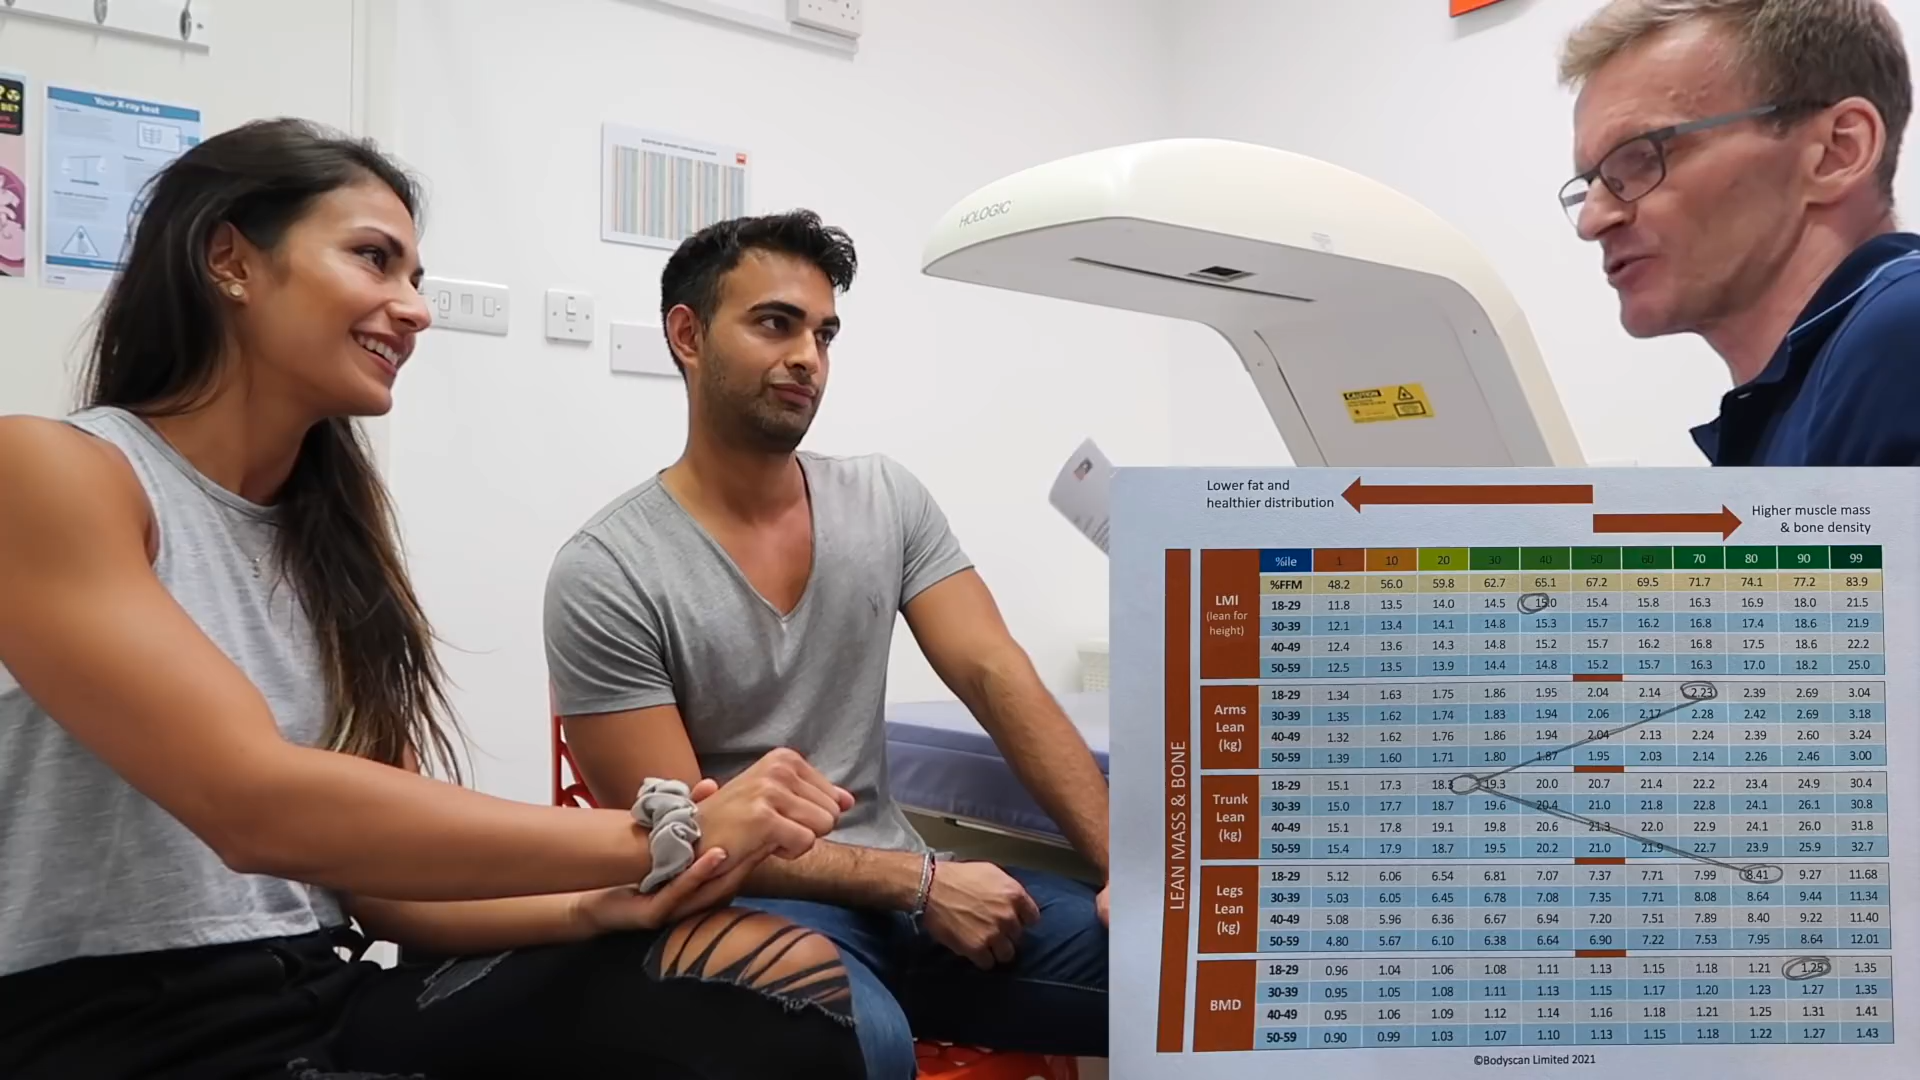 BE?
Your X-ray test
HOLOGIC
CAUTION
Lower fat and
healthier distribution
Higher muscle mass
& bone density
LEAN MASS & BONE
%ile 1 10 20 30 40 50 60 70 80 90 99
LMI
(lean for
height)
%FFM 48.2 56.0 59.8 62.7 65.1 67.2 69.5 71.7 74.1 77.2 83.9
18-29 11.8 13.5 14.0 14.5 15.0 15.4 15.8 16.3 16.9 18.0 21.5
30-39 12.1 13.4 14.1 14.8 15.3 15.7 16.2 16.8 17.4 18.6 21.9
40-49 12.4 13.6 14.3 14.8 15.2 15.7 16.2 16.8 17.5 18.6 22.2
50-59 12.5 13.5 13.9 14.4 14.8 15.2 15.7 16.3 17.0 18.2 25.0
Arms
Lean
(kg)
18-29 1.34 1.63 1.75 1.86 1.95 2.04 2.14 2.23 2.39 2.69 3.04
30-39 1.35 1.62 1.74 1.83 1.94 2.06 2.17 2.28 2.42 2.69 3.18
40-49 1.32 1.62 1.76 1.86 1.94 2.04 2.13 2.24 2.39 2.60 3.24
50-59 1.39 1.60 1.71 1.80 1.87 1.95 2.03 2.14 2.26 2.46 3.00
Trunk
Lean
(kg)
18-29 15.1 17.3 18.3 19.3 20.0 20.7 21.4 22.2 23.4 24.9 30.4
30-39 15.0 17.7 18.7 19.6 20.4 21.0 21.8 22.8 24.1 26.1 30.8
40-49 15.1 17.8 19.1 19.8 20.6 21.3 22.0 22.9 24.1 26.0 31.8
50-59 15.4 17.9 18.7 19.5 20.2 21.0 21.9 22.7 23.9 25.9 32.7
Legs
Lean
(kg)
18-29 5.12 6.06 6.54 6.81 7.07 7.37 7.71 7.99 8.41 9.27 11.68
30-39 5.03 6.05 6.45 6.78 7.08 7.35 7.71 8.08 8.64 9.44 11.34
40-49 5.08 5.96 6.36 6.67 6.94 7.20 7.51 7.89 8.40 9.22 11.40
50-59 4.80 5.67 6.10 6.38 6.64 6.90 7.22 7.53 7.95 8.64 12.01
BMD
18-29 0.96 1.04 1.06 1.08 1.11 1.13 1.15 1.18 1.21 1.25 1.35
30-39 0.95 1.05 1.08 1.11 1.13 1.15 1.17 1.20 1.23 1.27 1.35
40-49 0.95 1.06 1.09 1.12 1.14 1.16 1.18 1.21 1.25 1.31 1.41
50-59 0.90 0.99 1.03 1.07 1.10 1.13 1.15 1.18 1.22 1.27 1.43
©Bodyscan Limited 2021